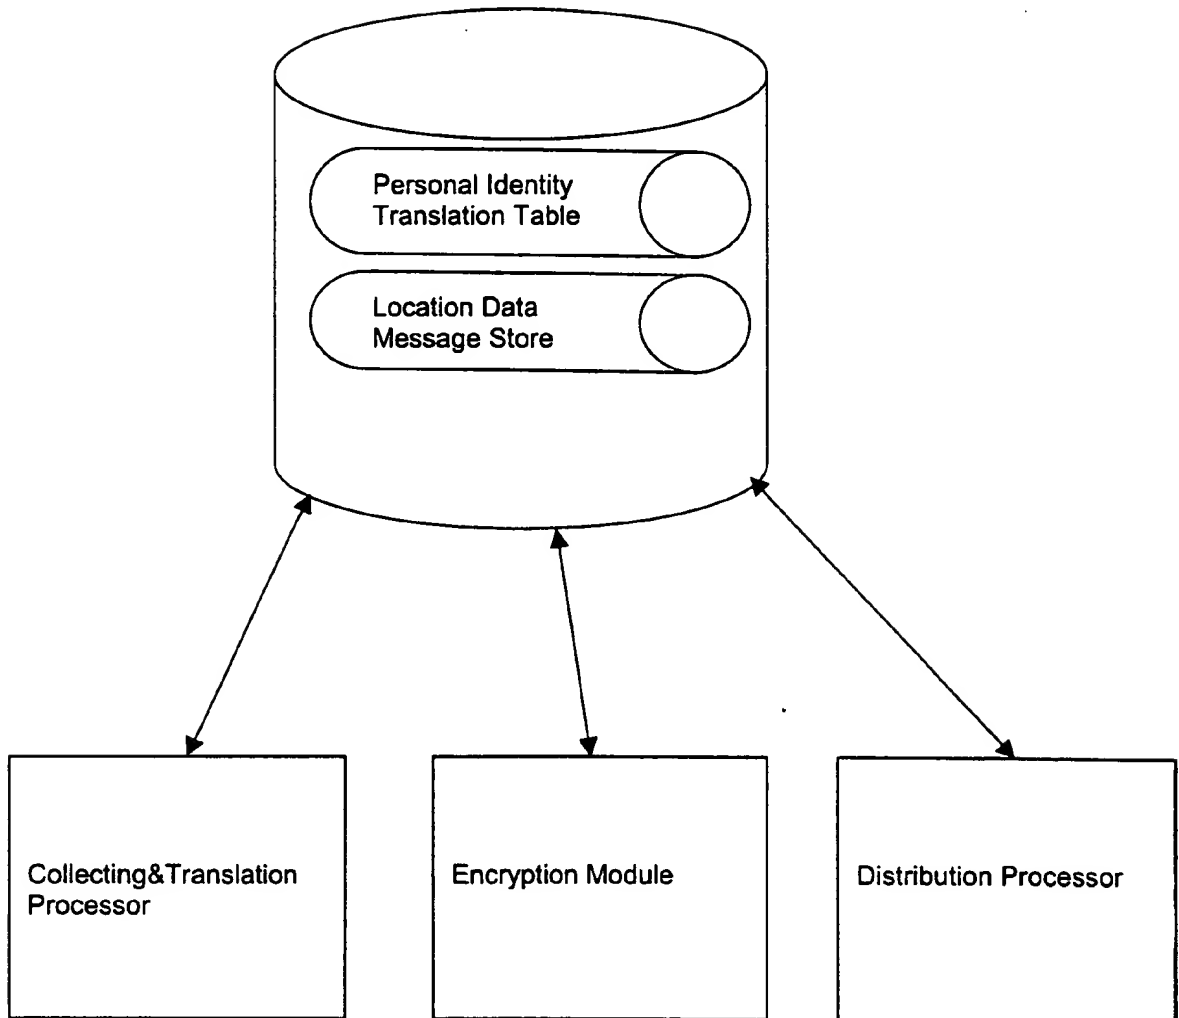 Personal Identity
Translation Table
Location Data
Message Store
Collecting&Translation
Processor
Encryption Module
Distribution Processor